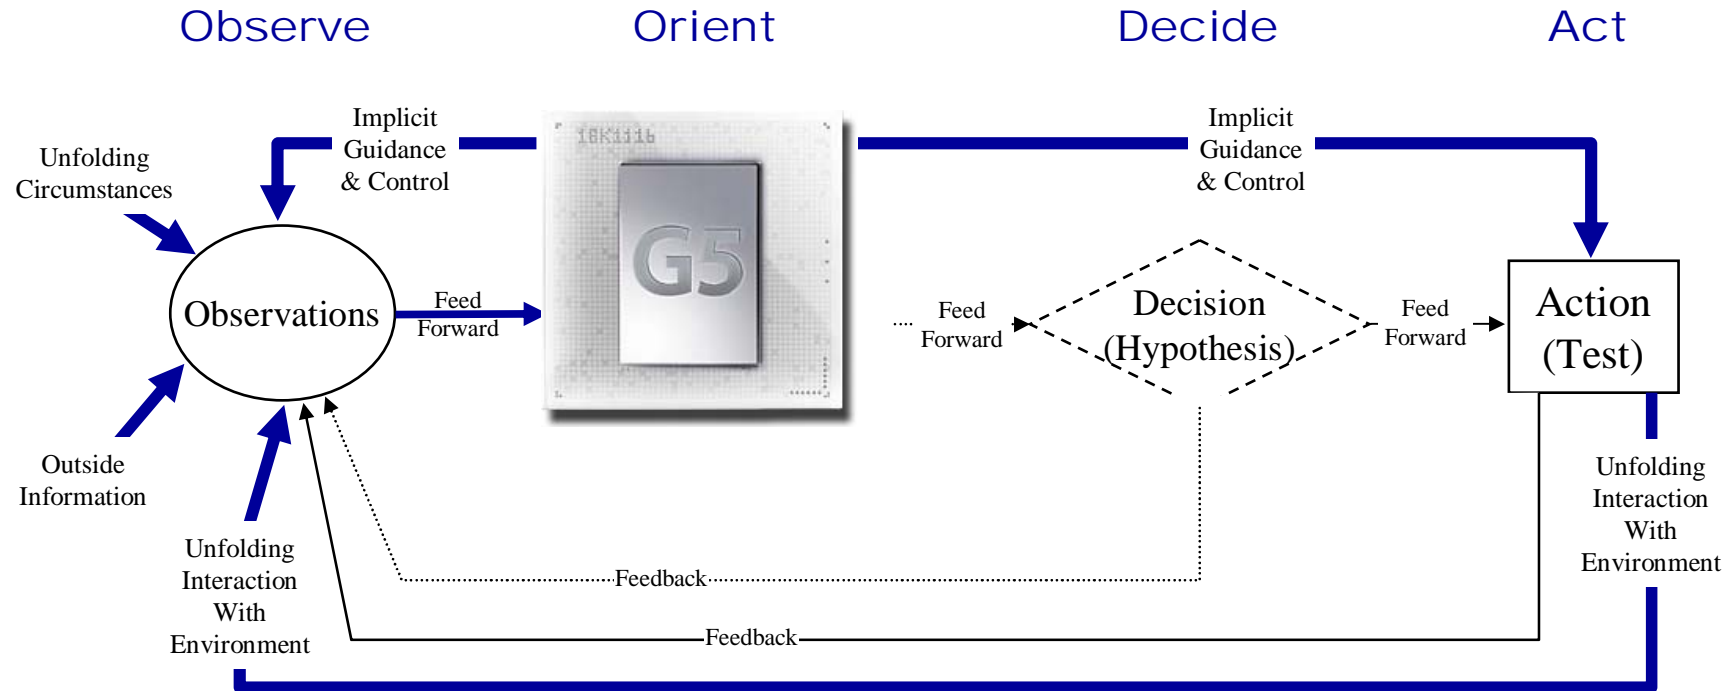 Observe
Orient
Decide
Act
Implicit
Guidance
& Control
Implicit
Guidance
& Control
Unfolding
Circumstances
G5
Observations
Feed
Forward
Feed
Forward
Decision
(Hypothesis)
Feed
Forward
Action
(Test)
Outside
Information
Unfolding
Interaction
With
Environment
Unfolding
Interaction
With
Environment
Feedback
Feedback